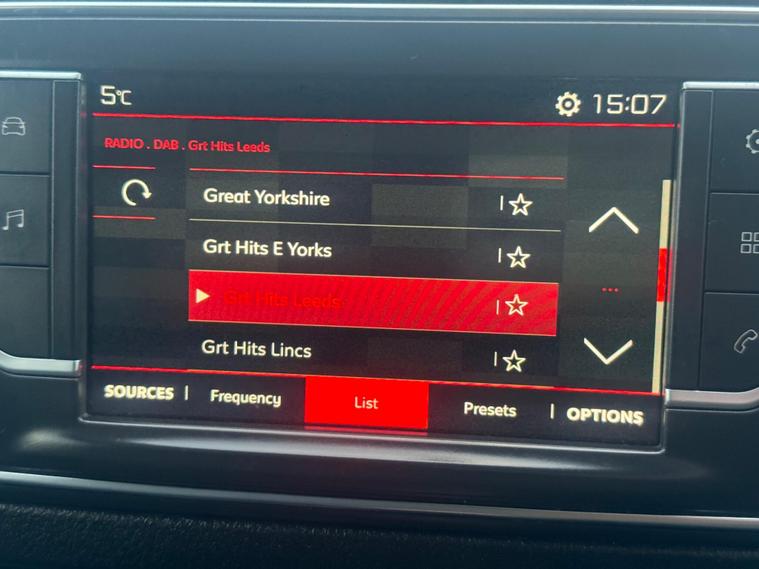 5°C
15:07
RADIO . DAB . Grt Hits Leeds
Great Yorkshire
Grt Hits E Yorks
Grt Hits Leeds
Grt Hits Lincs
SOURCES | Frequency List Presets | OPTIONS